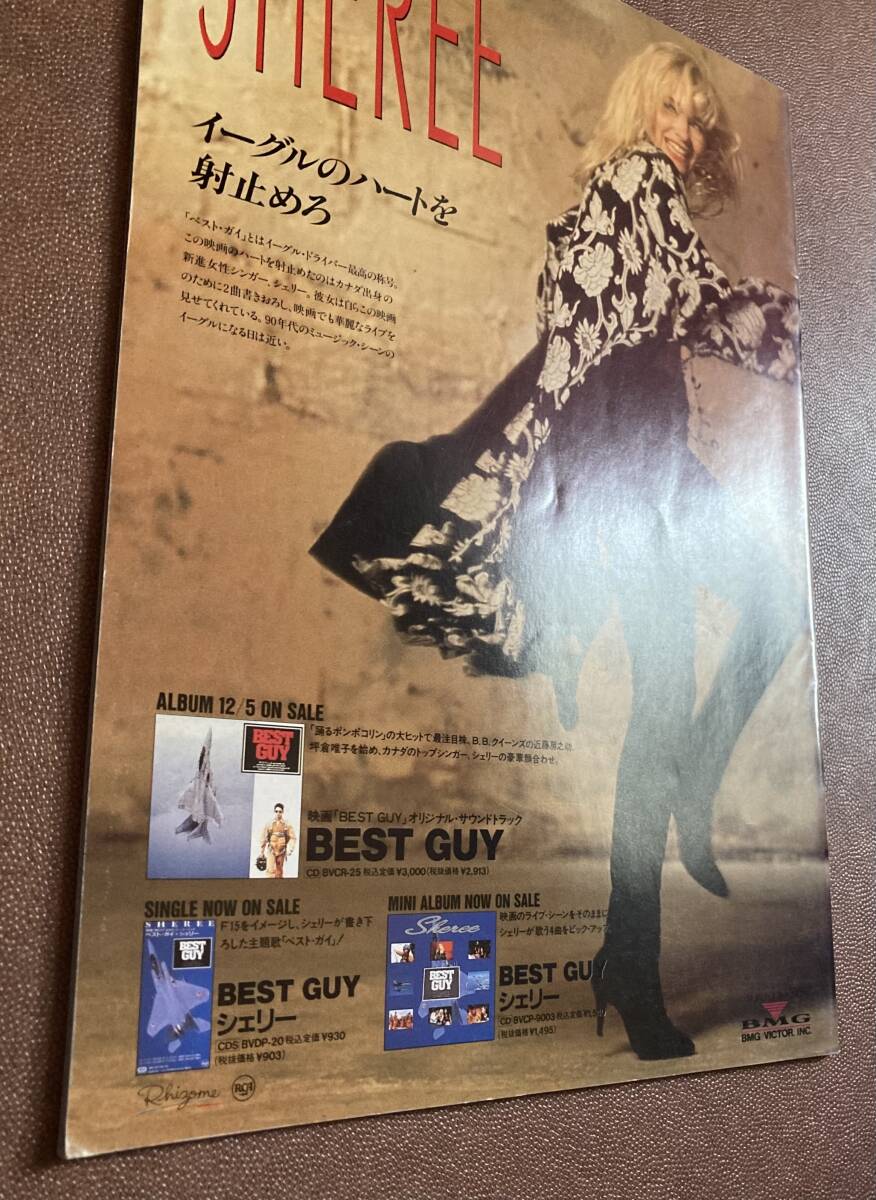 SHEREE
イーグルのハートを
射止めろ
「ベスト・ガイ」とはイーグル・ドライバー最高の称号。
この映画のハートを射止めたのはカナダ出身の
新進女性シンガー、シェリー。彼女は自らこの映画
のために2曲書きおろし、映画でも華麗なライブを
見せてくれている。90年代のミュージック・シーンの
イーグルになる日は近い。
ALBUM 12/5 ON SALE
「踊るポンポコリン」の大ヒットで最注目株、B.B.クイーンズの近藤房之助、
坪倉唯子を始め、カナダのトップシンガー、シェリーの豪華顔合わせ。
BEST
GUY
映画「BEST GUY」オリジナル・サウンドトラック
BEST GUY
CD BVCR-25 税込定価¥3,000(税抜価格¥2,913)
SINGLE NOW ON SALE
SHEREE
ベスト・ガイ・シェリー
BEST
GUY
F15をイメージし、シェリーが書き下
ろした主題歌「ベスト・ガイ」!
BEST GUY
シェリー
CDS BVDP-20 税込定価¥930
(税抜価格¥903)
MINI ALBUM NOW ON SALE
Sheree
BEST
GUY
映画のライブ・シーンをそのままに
シェリーが歌う4曲をピック・アップ。
BEST GUY
シェリー
CD BVCP-9003 税込定価
(税抜価格¥1,495)
Rhizome
RCA
BMG
BMG VICTOR, INC.